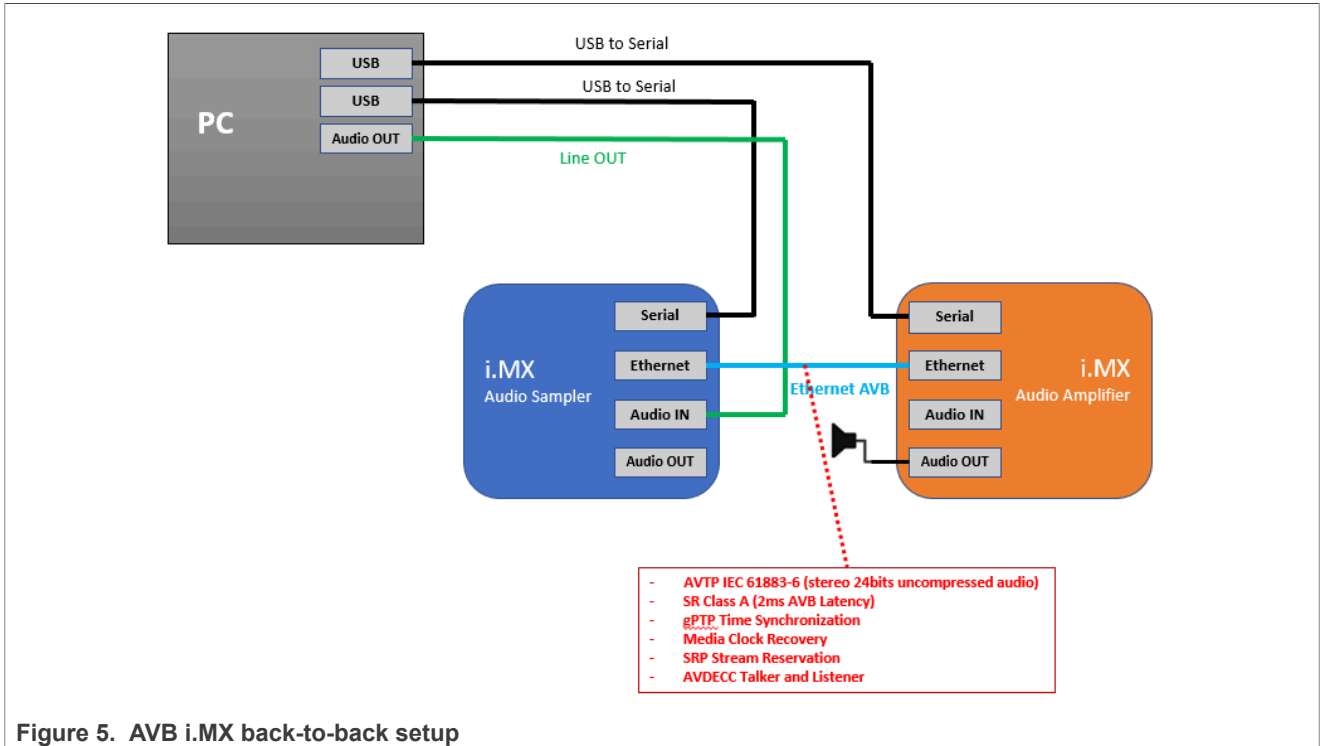 USB to Serial
USB
USB to Serial
USB
PC
Audio OUT
Line OUT
Serial
Ethernet
i.MX
Audio Sampler
Audio IN
Audio OUT
Ethernet AVB
Serial
Ethernet
i.MX
Audio Amplifier
Audio IN
Audio OUT
- AVTP IEC 61883-6 (stereo 24bits uncompressed audio)
- SR Class A (2ms AVB Latency)
- gPTP Time Synchronization
- Media Clock Recovery
- SRP Stream Reservation
- AVDECC Talker and Listener
Figure 5. AVB i.MX back-to-back setup